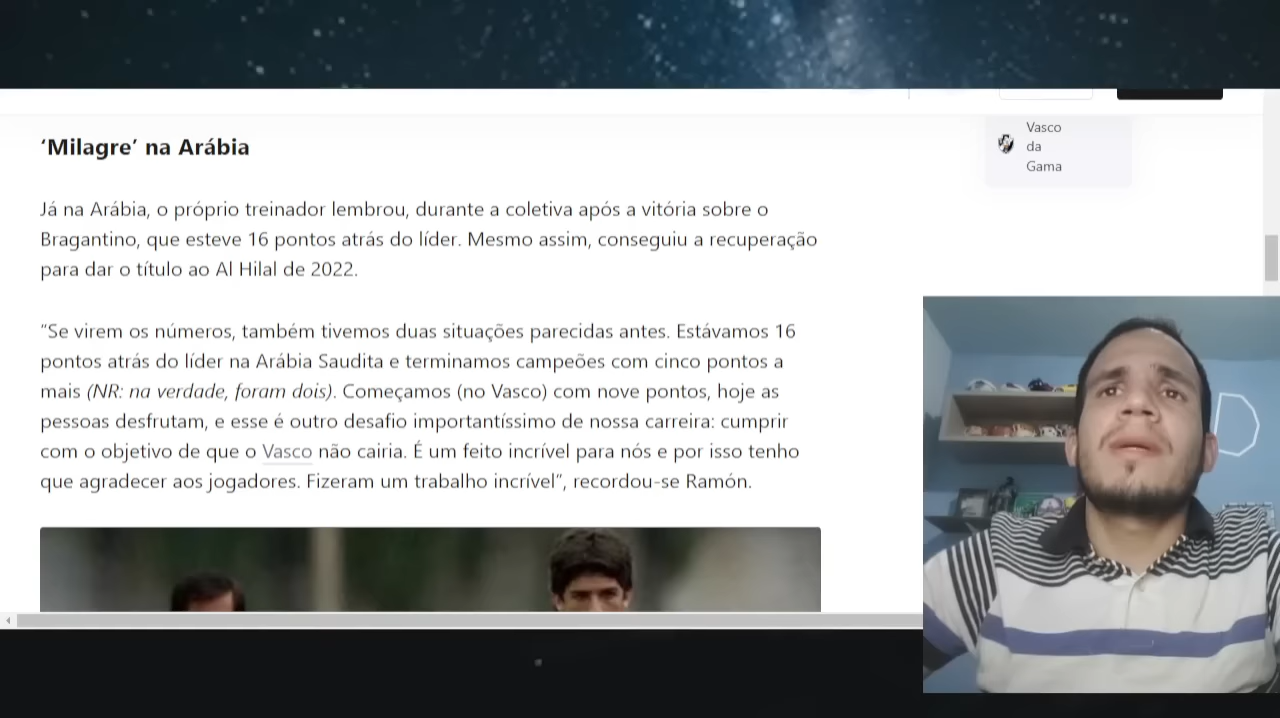 ‘Milagre’ na Arábia
Já na Arábia, o próprio treinador lembrou, durante a coletiva após a vitória sobre o
Bragantino, que esteve 16 pontos atrás do líder. Mesmo assim, conseguiu a recuperação
para dar o título ao Al Hilal de 2022.
“Se virem os números, também tivemos duas situações parecidas antes. Estávamos 16
pontos atrás do líder na Arábia Saudita e terminamos campeões com cinco pontos a
mais (NR: na verdade, foram dois). Começamos (no Vasco) com nove pontos, hoje as
pessoas desfrutam, e esse é outro desafio importantíssimo de nossa carreira: cumprir
com o objetivo de que o Vasco não cairia. É um feito incrível para nós e por isso tenho
que agradecer aos jogadores. Fizeram um trabalho incrível”, recordou-se Ramón.
Vasco
da
Gama